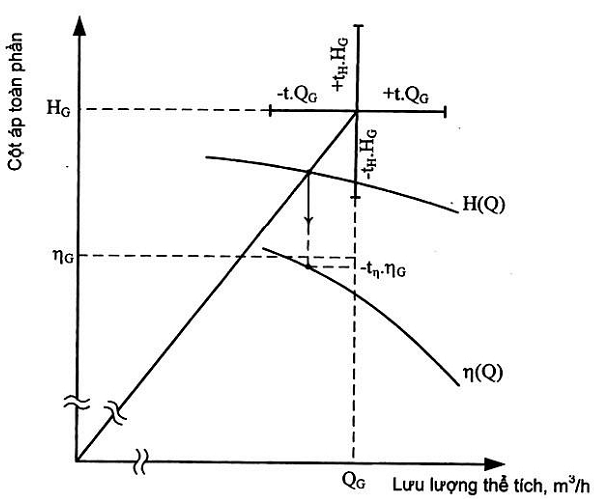 Cột áp toàn phần
+t_H.H_G
-t.Q_G
+t.Q_G
H_G
-t_H.H_G
H(Q)
η_G
-t_η.η_G
η(Q)
Q_G
Lưu lượng thể tích, m³/h